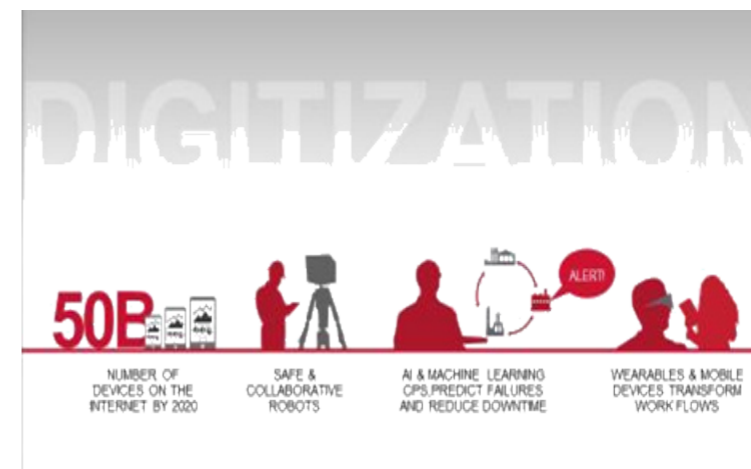 DIGITIZATION
50B
ALERT!
NUMBER OF
DEVICES ON THE
INTERNET BY 2020
SAFE &
COLLABORATIVE
ROBOTS
AI & MACHINE LEARNING
CPS,PREDICT FAILURES
AND REDUCE DOWNTIME
WEARABLES & MOBILE
DEVICES TRANSFORM
WORK FLOWS